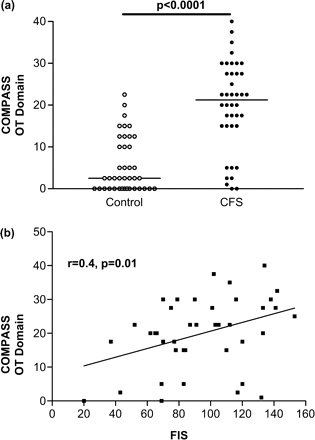 (a)
p<0.0001
COMPASS
OT Domain
40
30
20
10
0
Control CFS
(b)
r=0.4, p=0.01
COMPASS
OT Domain
50
40
30
20
10
0
0 20 40 60 80 100 120 140 160
FIS